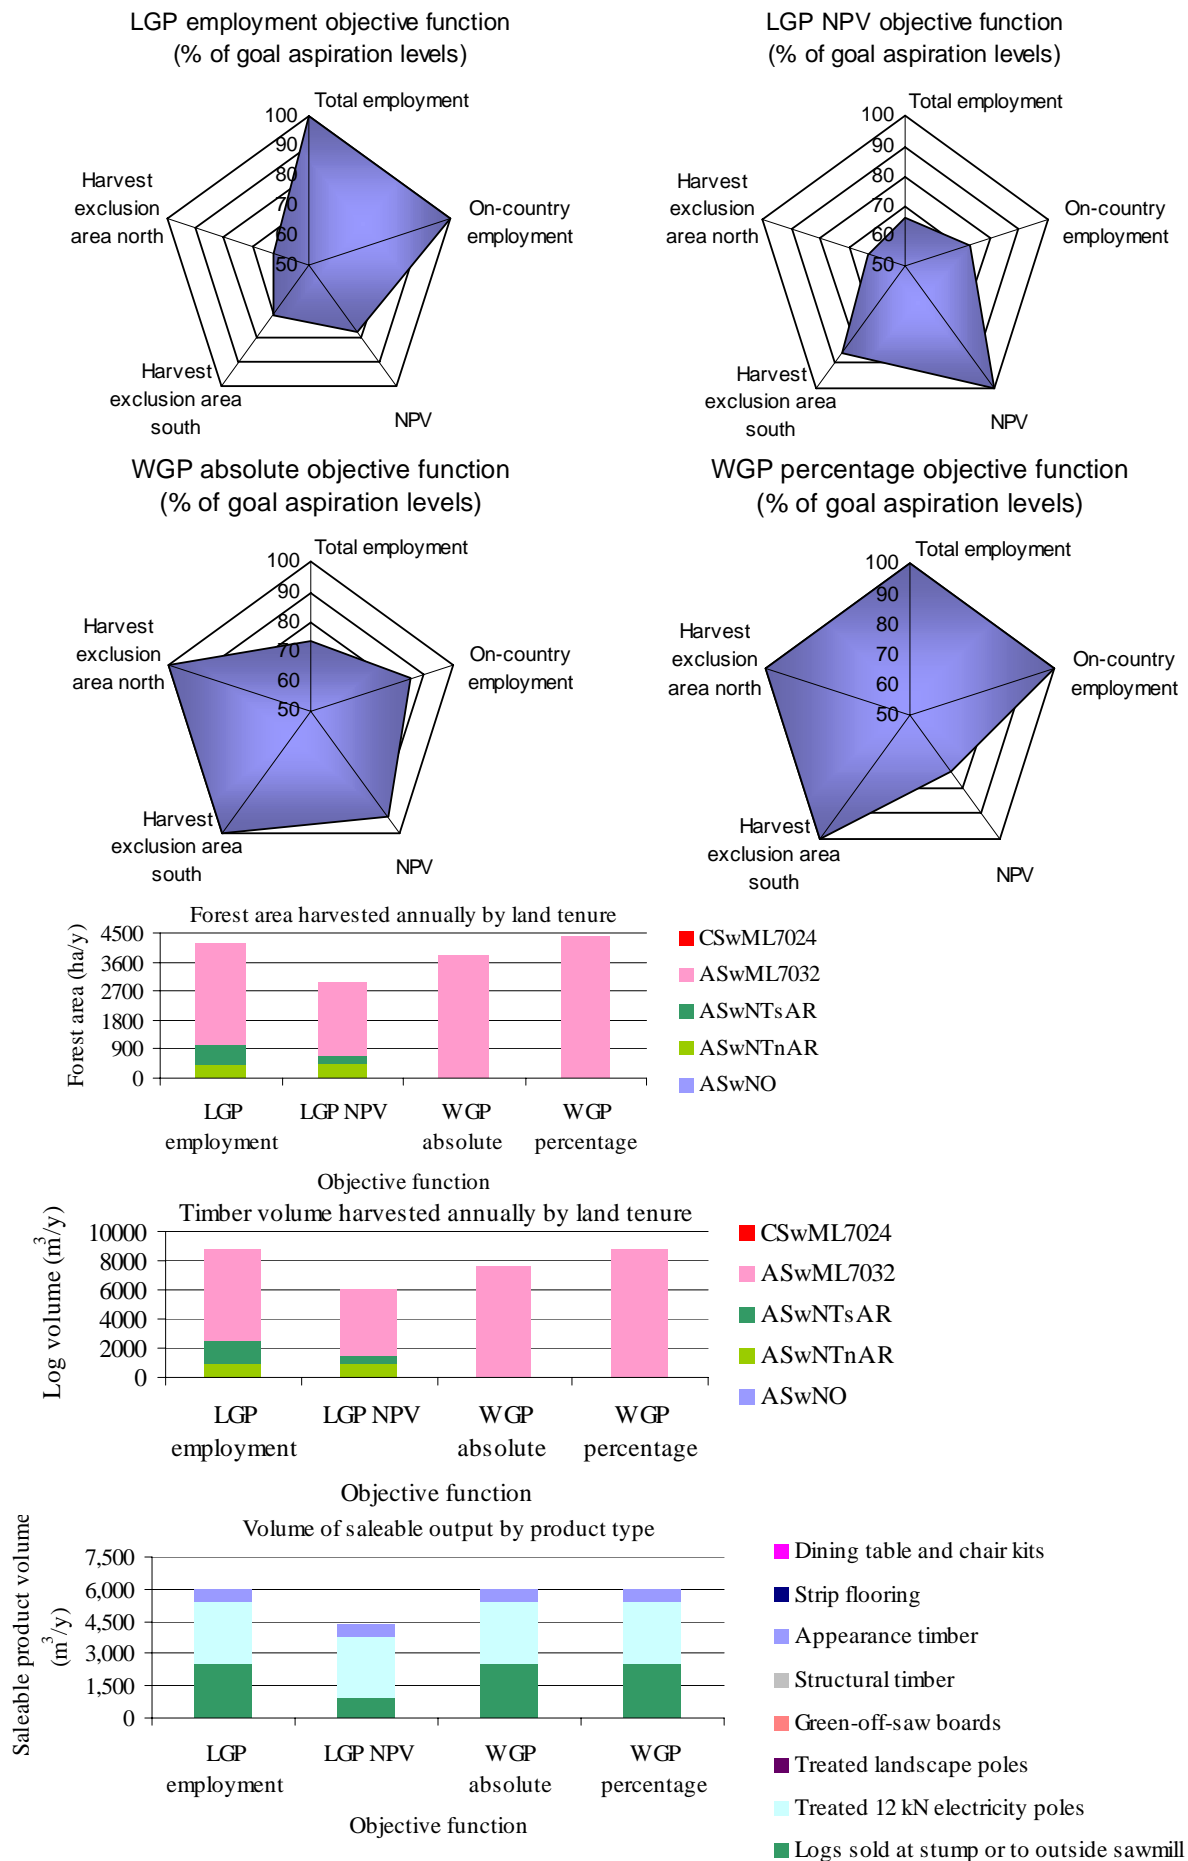 LGP employment objective function
(% of goal aspiration levels)
Total employment
100
90
80
70
60
50
Harvest
exclusion
area north
On-country
employment
Harvest
exclusion area
south
NPV
LGP NPV objective function
(% of goal aspiration levels)
Total employment
100
90
80
70
60
50
Harvest
exclusion
area north
On-country
employment
Harvest
exclusion area
south
NPV
WGP absolute objective function
(% of goal aspiration levels)
Total employment
100
90
80
70
60
50
Harvest
exclusion
area north
On-country
employment
Harvest
exclusion area
south
NPV
WGP percentage objective function
(% of goal aspiration levels)
Total employment
100
90
80
70
60
50
Harvest
exclusion
area north
On-country
employment
Harvest
exclusion area
south
NPV
Forest area harvested annually by land tenure
Forest area (ha/y)
4500
3600
2700
1800
900
0
LGP
employment
LGP NPV
WGP
absolute
WGP
percentage
Objective function
CSwML7024
ASwML7032
ASwNTsAR
ASwNTnAR
ASwNO
Timber volume harvested annually by land tenure
Log volume (m³/y)
10000
8000
6000
4000
2000
0
LGP
employment
LGP NPV
WGP
absolute
WGP
percentage
Objective function
CSwML7024
ASwML7032
ASwNTsAR
ASwNTnAR
ASwNO
Volume of saleable output by product type
Saleable product volume
(m³/y)
7,500
6,000
4,500
3,000
1,500
0
LGP
employment
LGP NPV
WGP
absolute
WGP
percentage
Objective function
Dining table and chair kits
Strip flooring
Appearance timber
Structural timber
Green-off-saw boards
Treated landscape poles
Treated 12 kN electricity poles
Logs sold at stump or to outside sawmill